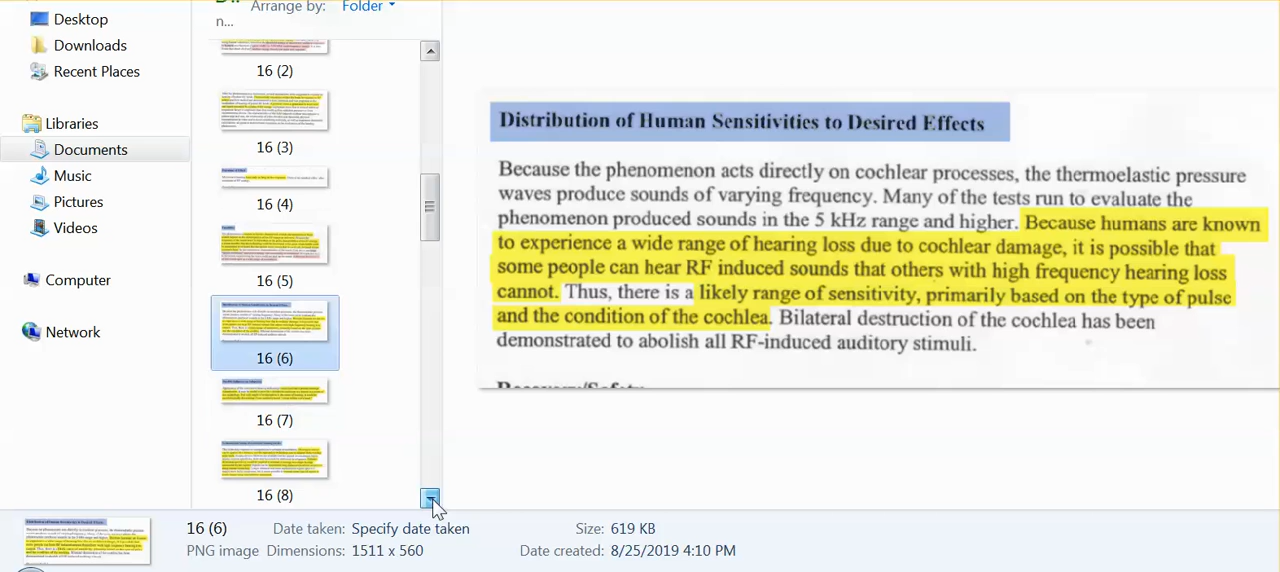 Arrange by: Folder
n...
Desktop
Downloads
Recent Places
Libraries
Documents
Music
Pictures
Videos
Computer
Network
16 (2)
16 (3)
16 (4)
16 (5)
16 (6)
16 (7)
16 (8)
Distribution of Human Sensitivities to Desired Effects
Because the phenomenon acts directly on cochlear processes, the thermoelastic pressure
waves produce sounds of varying frequency. Many of the tests run to evaluate the
phenomenon produced sounds in the 5 kHz range and higher. Because humans are known
to experience a wide range of hearing loss due to cochlear damage, it is possible that
some people can hear RF induced sounds that others with high frequency hearing loss
cannot. Thus, there is a likely range of sensitivity, primarily based on the type of pulse
and the condition of the cochlea. Bilateral destruction of the cochlea has been
demonstrated to abolish all RF-induced auditory stimuli.
16 (6) Date taken: Specify date taken Size: 619 KB
PNG image Dimensions: 1511 x 560 Date created: 8/25/2019 4:10 PM